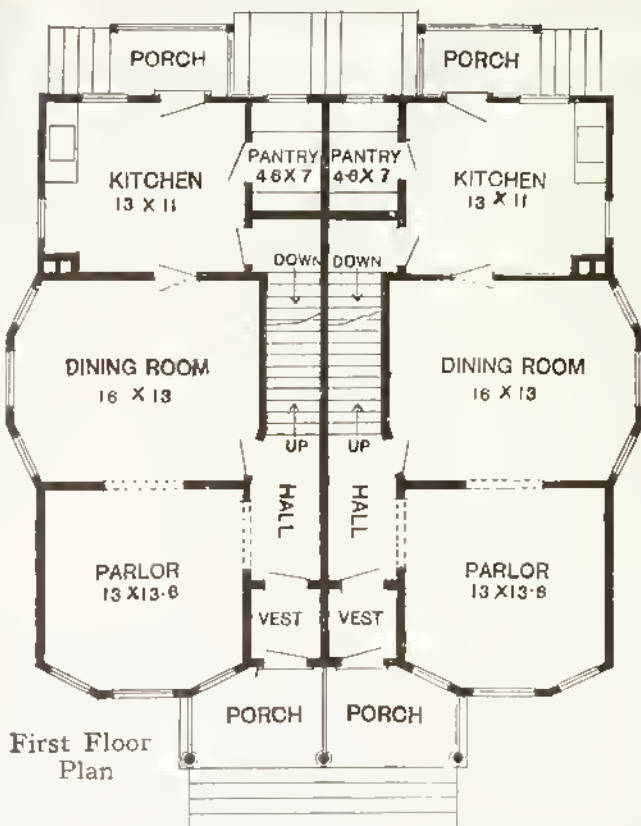 PORCH
PORCH
PANTRY
4-6 X 7
PANTRY
4-6 X 7
KITCHEN
13 X 11
KITCHEN
13 X 11
DOWN
DOWN
DINING ROOM
16 X 13
DINING ROOM
16 X 13
UP
UP
HALL
HALL
PARLOR
13 X 13-6
PARLOR
13 X 13-6
VEST
VEST
PORCH
PORCH
First Floor
Plan